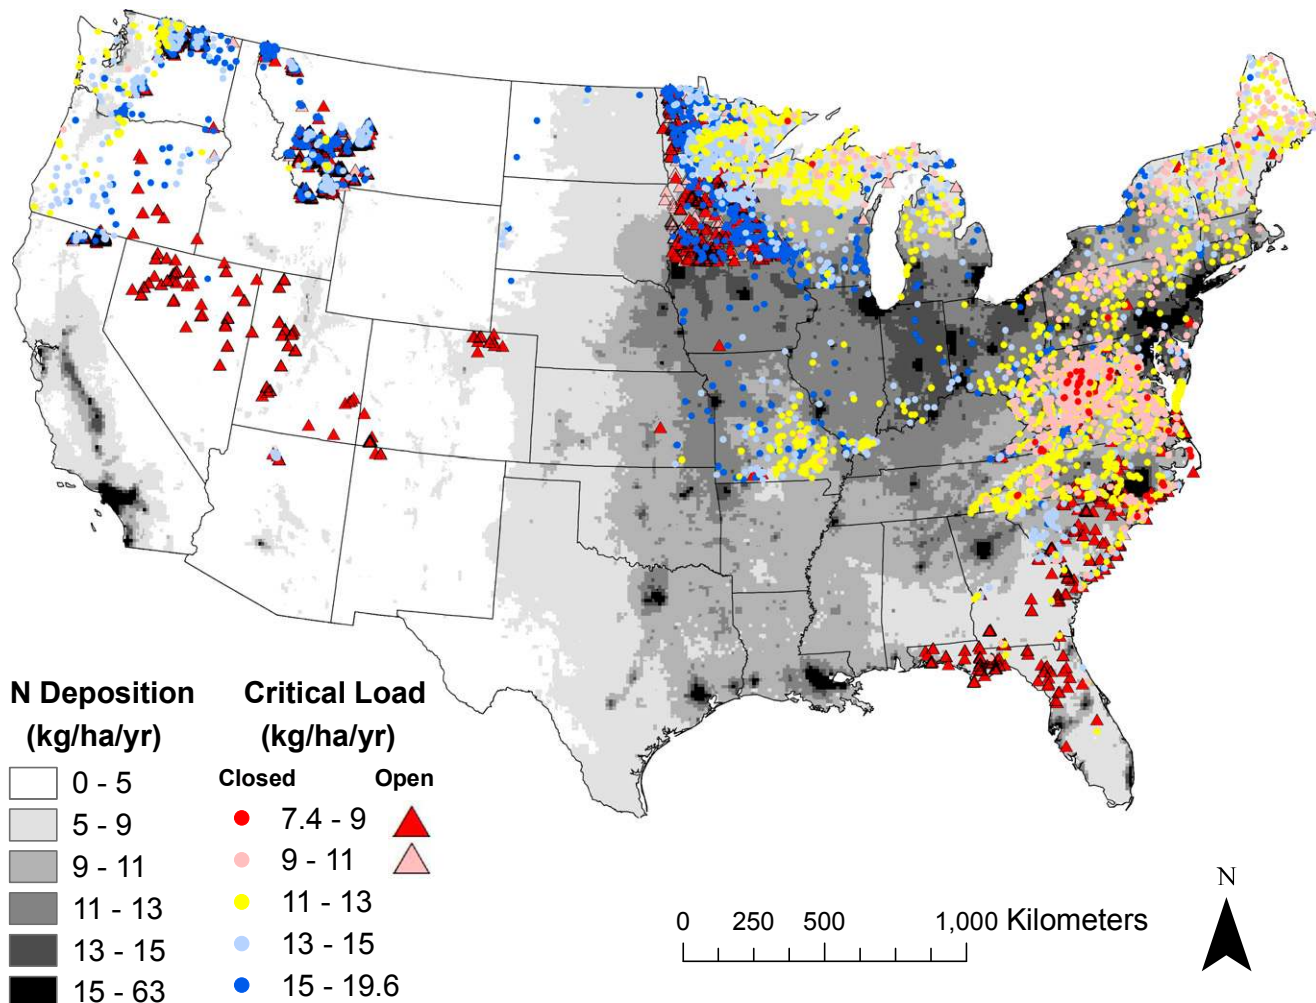 N Deposition
(kg/ha/yr)
0 - 5
5 - 9
9 - 11
11 - 13
13 - 15
15 - 63
Critical Load
(kg/ha/yr)
Closed Open
7.4 - 9
9 - 11
11 - 13
13 - 15
15 - 19.6
0 250 500 1,000 Kilometers
N